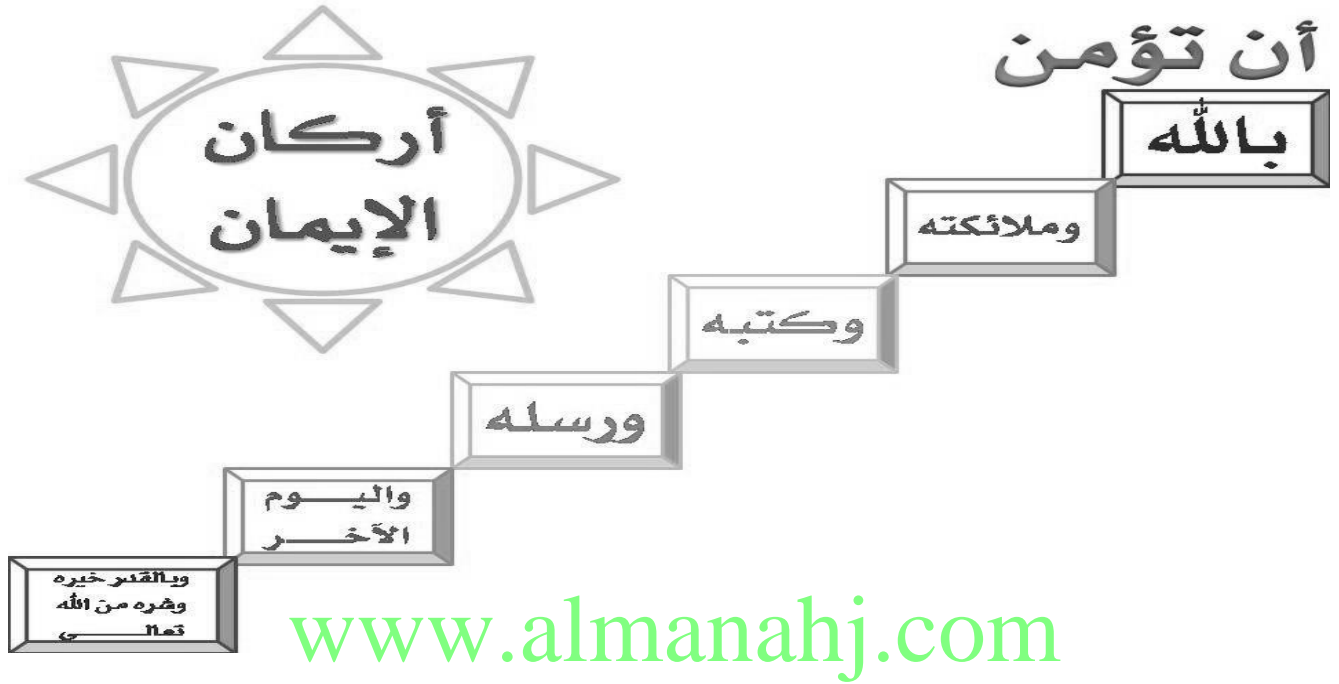 أركان
الإيمان
أن تؤمن
بالله
وملائكته
وكتبه
ورسله
واليوم
الآخر
وبالقدر خيره
وشره من الله
تعالى
www.almanahj.com